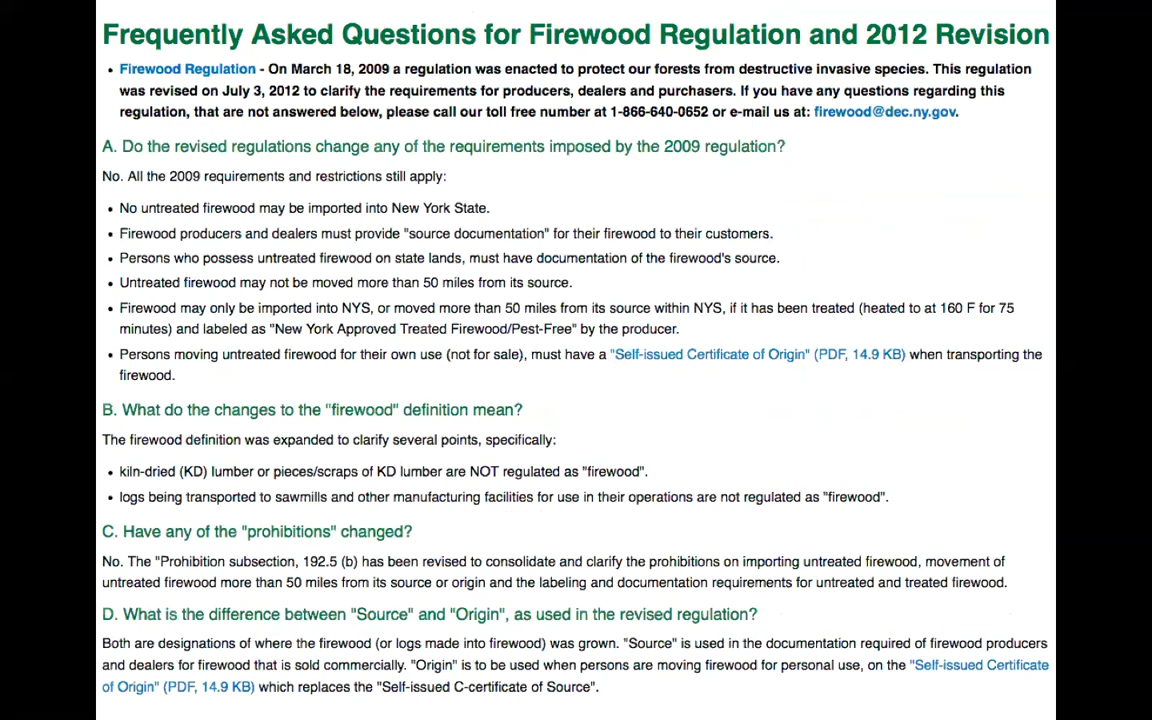 Frequently Asked Questions for Firewood Regulation and 2012 Revision
• Firewood Regulation - On March 18, 2009 a regulation was enacted to protect our forests from destructive invasive species. This regulation
was revised on July 3, 2012 to clarify the requirements for producers, dealers and purchasers. If you have any questions regarding this
regulation, that are not answered below, please call our toll free number at 1-866-640-0652 or e-mail us at: firewood@dec.ny.gov.
A. Do the revised regulations change any of the requirements imposed by the 2009 regulation?
No. All the 2009 requirements and restrictions still apply:
• No untreated firewood may be imported into New York State.
• Firewood producers and dealers must provide "source documentation" for their firewood to their customers.
• Persons who possess untreated firewood on state lands, must have documentation of the firewood's source.
• Untreated firewood may not be moved more than 50 miles from its source.
• Firewood may only be imported into NYS, or moved more than 50 miles from its source within NYS, if it has been treated (heated to at 160 F for 75
minutes) and labeled as "New York Approved Treated Firewood/Pest-Free" by the producer.
• Persons moving untreated firewood for their own use (not for sale), must have a "Self-issued Certificate of Origin" (PDF, 14.9 KB) when transporting the
firewood.
B. What do the changes to the "firewood" definition mean?
The firewood definition was expanded to clarify several points, specifically:
• kiln-dried (KD) lumber or pieces/scraps of KD lumber are NOT regulated as "firewood".
• logs being transported to sawmills and other manufacturing facilities for use in their operations are not regulated as "firewood".
C. Have any of the "prohibitions" changed?
No. The "Prohibition subsection, 192.5 (b) has been revised to consolidate and clarify the prohibitions on importing untreated firewood, movement of
untreated firewood more than 50 miles from its source or origin and the labeling and documentation requirements for untreated and treated firewood.
D. What is the difference between "Source" and "Origin", as used in the revised regulation?
Both are designations of where the firewood (or logs made into firewood) was grown. "Source" is used in the documentation required of firewood producers
and dealers for firewood that is sold commercially. "Origin" is to be used when persons are moving firewood for personal use, on the "Self-issued Certificate
of Origin" (PDF, 14.9 KB) which replaces the "Self-issued C-certificate of Source".